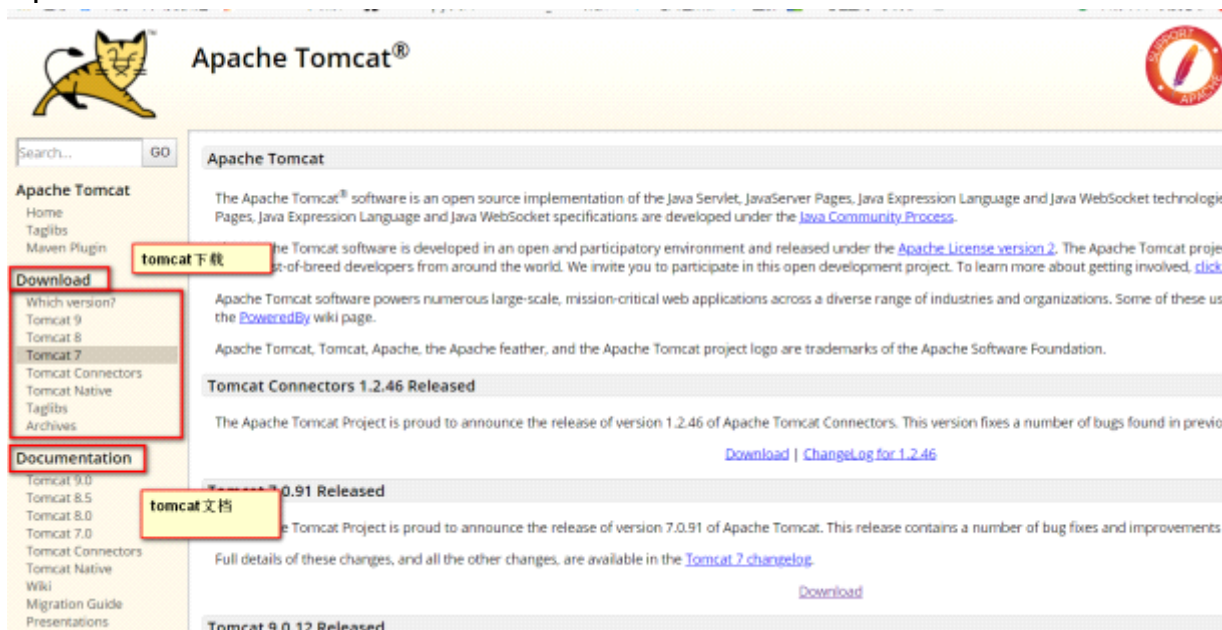 Apache Tomcat®
SUPPORT
APACHE
Search... GO
Apache Tomcat
Home
Taglibs
Maven Plugin
tomcat下载
Download
Which version?
Tomcat 9
Tomcat 8
Tomcat 7
Tomcat Connectors
Tomcat Native
Taglibs
Archives
Documentation
Tomcat 9.0
Tomcat 8.5
Tomcat 8.0
Tomcat 7.0
tomcat文档
Tomcat Connectors
Tomcat Native
Wiki
Migration Guide
Presentations
Apache Tomcat
The Apache Tomcat® software is an open source implementation of the Java Servlet, JavaServer Pages, Java Expression Language and Java WebSocket technologie
Pages, Java Expression Language and Java WebSocket specifications are developed under the Java Community Process.
he Tomcat software is developed in an open and participatory environment and released under the Apache License version 2. The Apache Tomcat proje
st-of-breed developers from around the world. We invite you to participate in this open development project. To learn more about getting involved, click
Apache Tomcat software powers numerous large-scale, mission-critical web applications across a diverse range of industries and organizations. Some of these us
the PoweredBy wiki page.
Apache Tomcat, Tomcat, Apache, the Apache feather, and the Apache Tomcat project logo are trademarks of the Apache Software Foundation.
Tomcat Connectors 1.2.46 Released
The Apache Tomcat Project is proud to announce the release of version 1.2.46 of Apache Tomcat Connectors. This version fixes a number of bugs found in previo
Download | ChangeLog for 1.2.46
Tomcat 7.0.91 Released
e Tomcat Project is proud to announce the release of version 7.0.91 of Apache Tomcat. This release contains a number of bug fixes and improvements
Full details of these changes, and all the other changes, are available in the Tomcat 7 changelog.
Download
Tomcat 9.0.12 Released